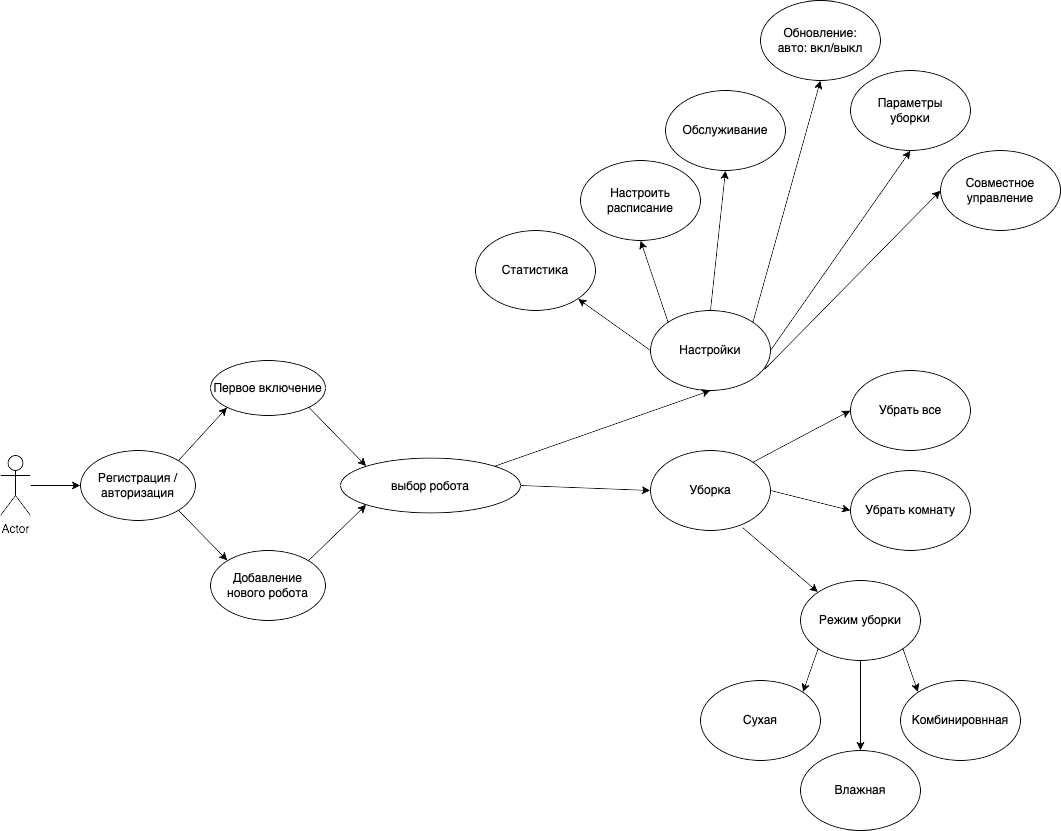 Обновление:
авто: вкл/выкл
Параметры
уборки
Обслуживание
Совместное
управление
Настроить
расписание
Статистика
Настройки
Первое включение
Убрать все
Регистрация /
авторизация
выбор робота
Уборка
Убрать комнату
Actor
Добавление
нового робота
Режим уборки
Сухая
Комбинировнная
Влажная